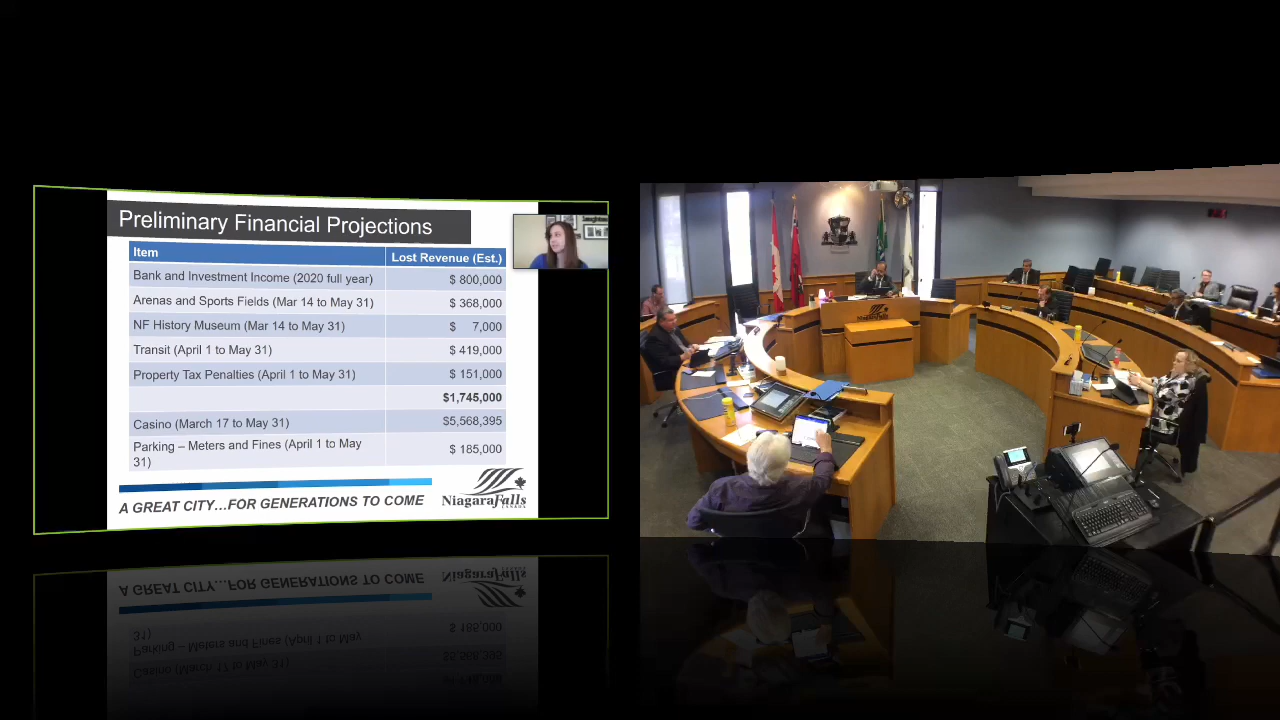 Preliminary Financial Projections
Item Lost Revenue (Est.)
Bank and Investment Income (2020 full year) $ 800,000
Arenas and Sports Fields (Mar 14 to May 31) $ 368,000
NF History Museum (Mar 14 to May 31) $ 7,000
Transit (April 1 to May 31) $ 419,000
Property Tax Penalties (April 1 to May 31) $ 151,000
$1,745,000
Casino (March 17 to May 31) $5,568,395
Parking – Meters and Fines (April 1 to May
31) $ 185,000
A GREAT CITY...FOR GENERATIONS TO COME
NiagaraFalls
CANADA
NiagaraFalls